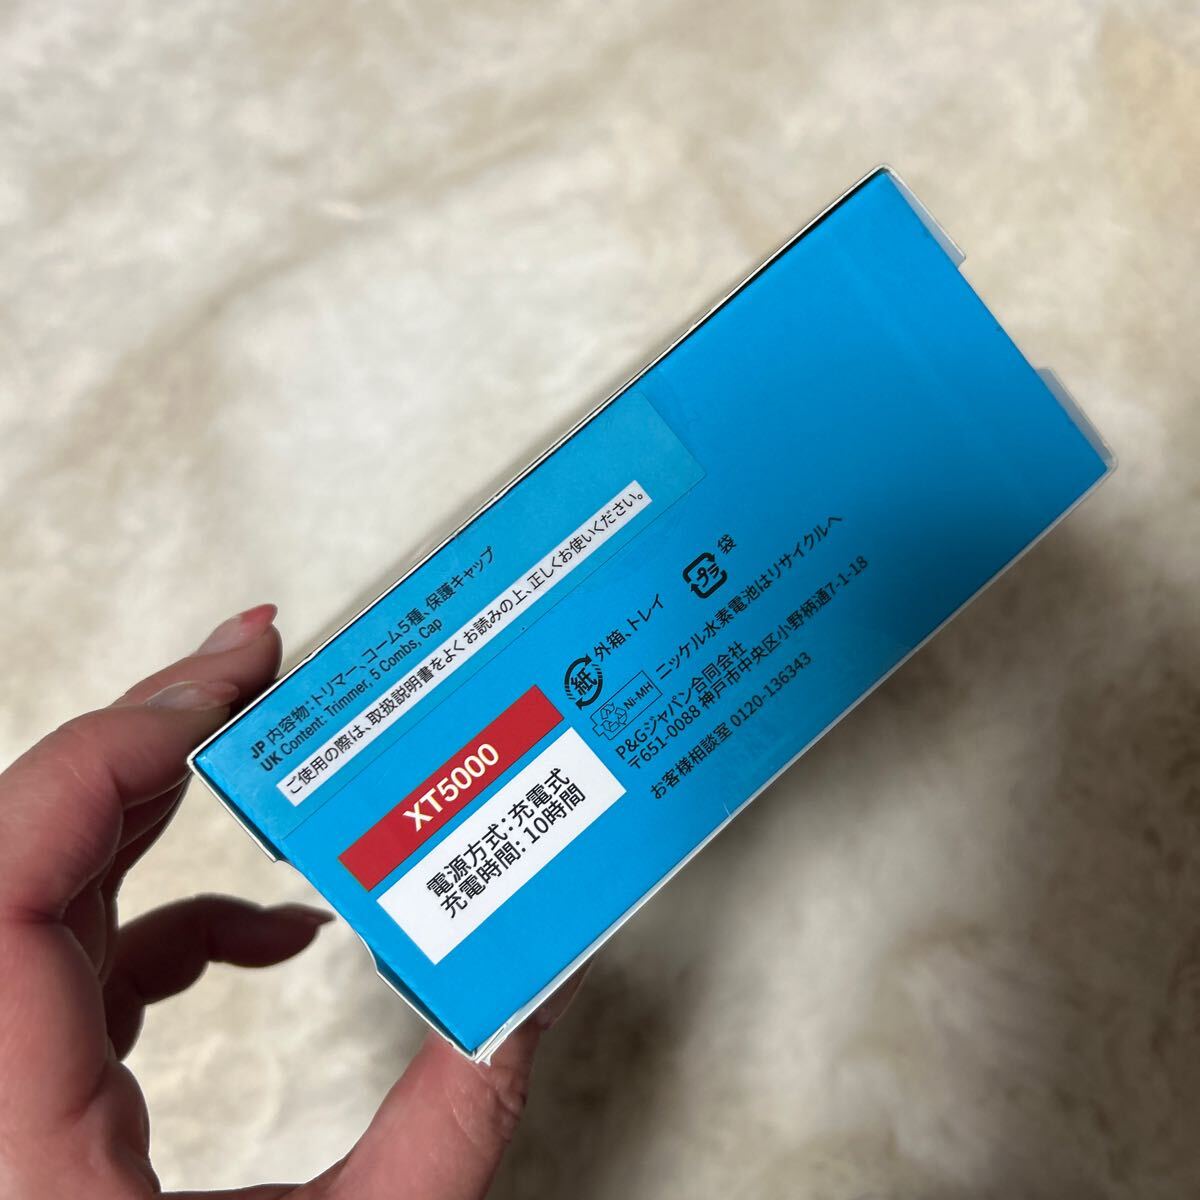 JP 内容物：トリマー、コーム5種、保護キャップ
UK Content: Trimmer, 5 Combs, Cap
ご使用の際は、取扱説明書をよくお読みの上、正しくお使いください。
XT5000
電源方式：充電式
充電時間：10時間
紙 外箱、トレイ
プラ 袋
Ni-MH ニッケル水素電池はリサイクルへ
P&Gジャパン合同会社
〒651-0088 神戸市中央区小野柄通7-1-18
お客様相談室 0120-136343